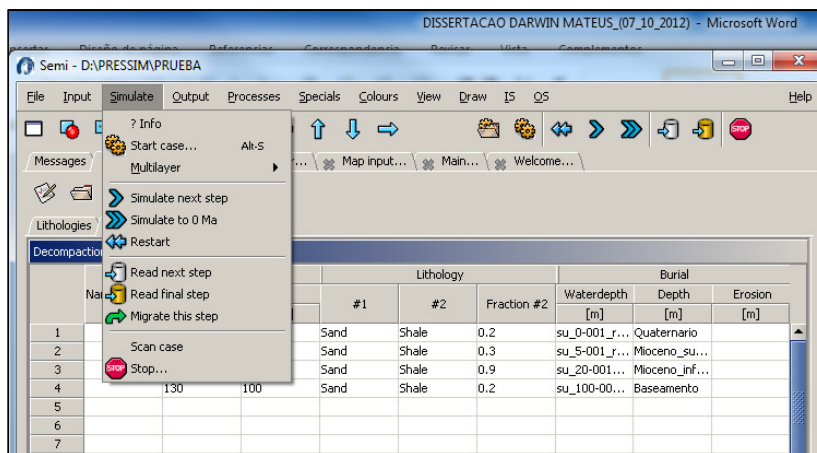 DISSERTACAO DARWIN MATEUS_(07_10_2012) - Microsoft Word
Semi - D:\PRESSIM\PRUEBA
File Input Simulate Output Processes Specials Colours View Draw IS OS Help
? Info
Start case... Alt-S
Multilayer
Simulate next step
Simulate to 0 Ma
Restart
Read next step
Read final step
Migrate this step
Scan case
STOP Stop...
STOP
Messages Map input... Main... Welcome...
Lithologies
Decompaction
Lithology Burial
#1 #2 Fraction #2 Waterdepth Depth Erosion
[m] [m] [m]
1 Sand Shale 0.2 su_0-001_r... Quaternario
2 Sand Shale 0.3 su_5-001_r... Mioceno_su...
3 Sand Shale 0.9 su_20-001... Mioceno_inf...
4 130 100 Sand Shale 0.2 su_100-00... Baseamento
5
6
7